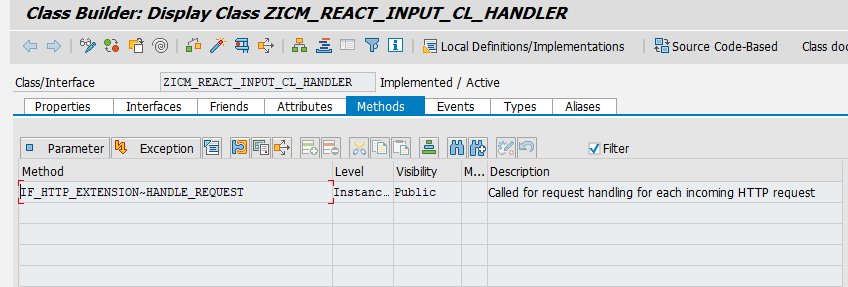 Class Builder: Display Class ZICM_REACT_INPUT_CL_HANDLER
Local Definitions/Implementations Source Code-Based Class doc
Class/Interface ZICM_REACT_INPUT_CL_HANDLER Implemented / Active
Properties Interfaces Friends Attributes Methods Events Types Aliases
Parameter Exception Filter
Method Level Visibility M... Description
IF_HTTP_EXTENSION~HANDLE_REQUEST Instanc... Public Called for request handling for each incoming HTTP request